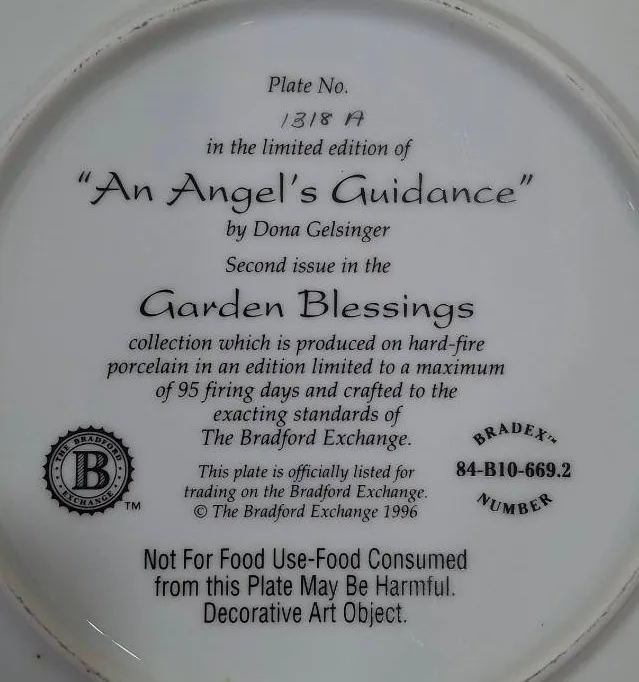 Plate No.
1318 A
in the limited edition of
"An Angel's Guidance"
by Dona Gelsinger
Second issue in the
Garden Blessings
collection which is produced on hard-fire
porcelain in an edition limited to a maximum
of 95 firing days and crafted to the
exacting standards of
The Bradford Exchange.
This plate is officially listed for
trading on the Bradford Exchange.
© The Bradford Exchange 1996
THE BRADFORD
B
EXCHANGE
TM
BRADEX™
84-B10-669.2
NUMBER
Not For Food Use-Food Consumed
from this Plate May Be Harmful.
Decorative Art Object.